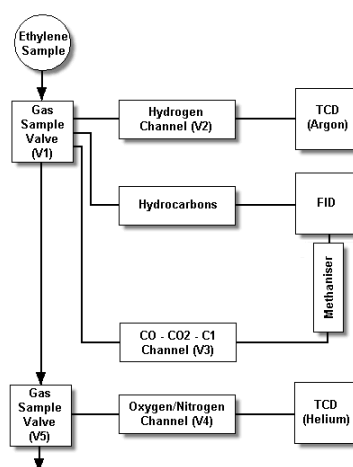 Ethylene
Sample
Gas
Sample
Valve
(V1)
Hydrogen
Channel (V2)
TCD
(Argon)
Hydrocarbons
FID
Methaniser
CO - CO2 - C1
Channel (V3)
Gas
Sample
Valve
(V5)
Oxygen/Nitrogen
Channel (V4)
TCD
(Helium)